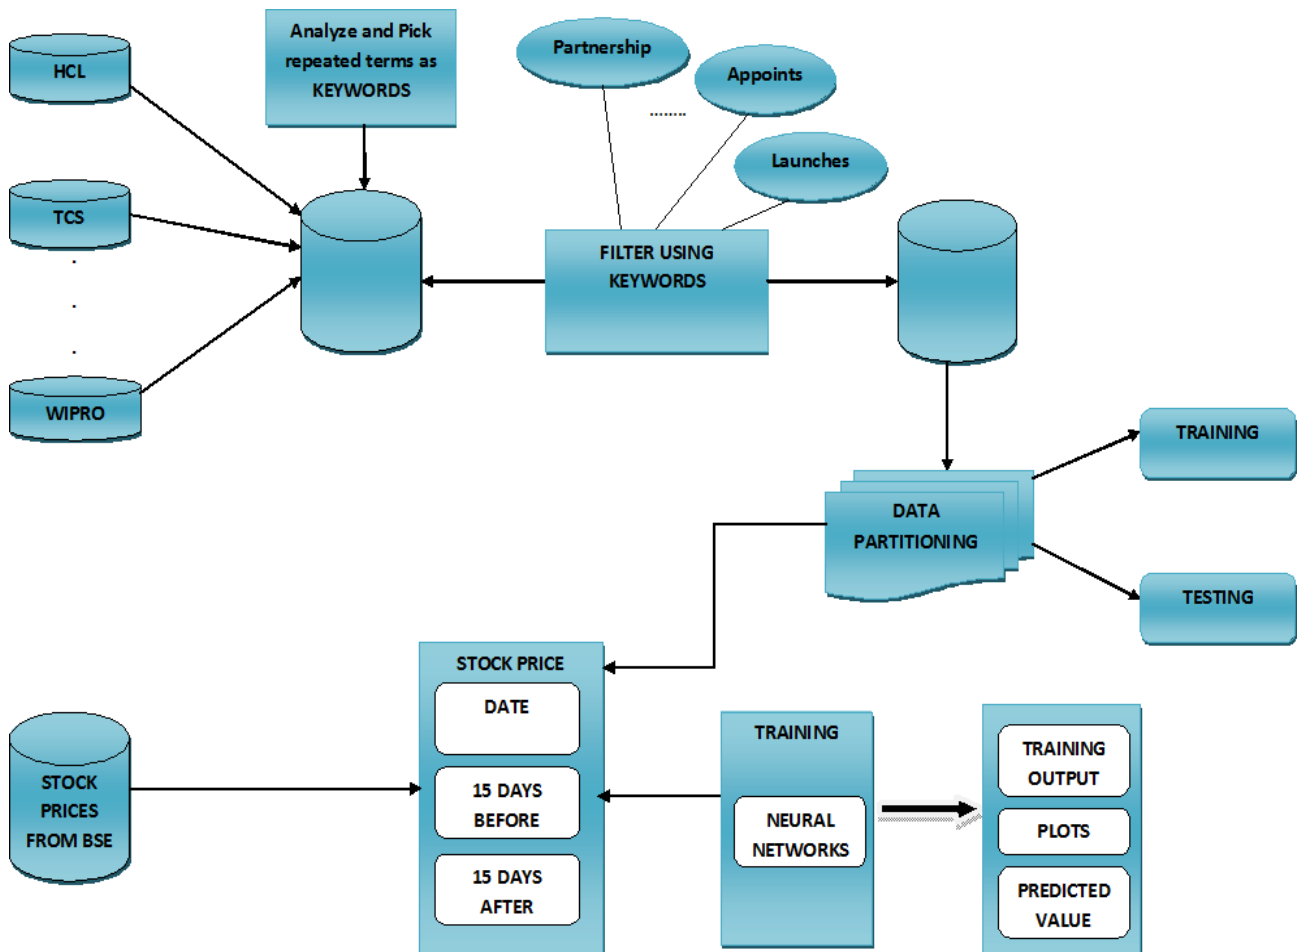 HCL
Analyze and Pick
repeated terms as
KEYWORDS
Partnership
Appoints
........
Launches
TCS
.
.
.
WIPRO
FILTER USING
KEYWORDS
TRAINING
DATA
PARTITIONING
TESTING
STOCK PRICE
DATE
15 DAYS
BEFORE
15 DAYS
AFTER
STOCK
PRICES
FROM BSE
TRAINING
NEURAL
NETWORKS
TRAINING
OUTPUT
PLOTS
PREDICTED
VALUE